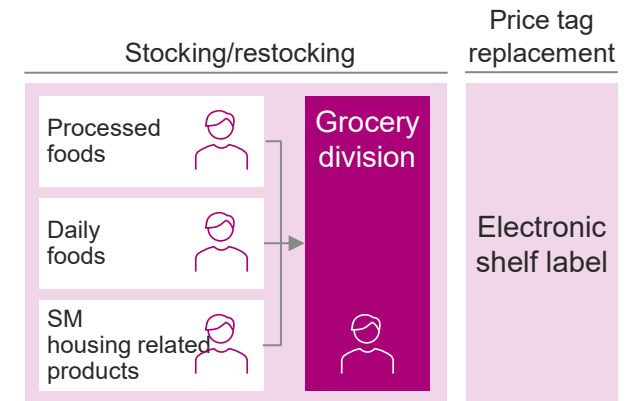 Stocking/restocking
Price tag
replacement
Processed
foods
Daily
foods
SM
housing related
products
Grocery
division
Electronic
shelf label